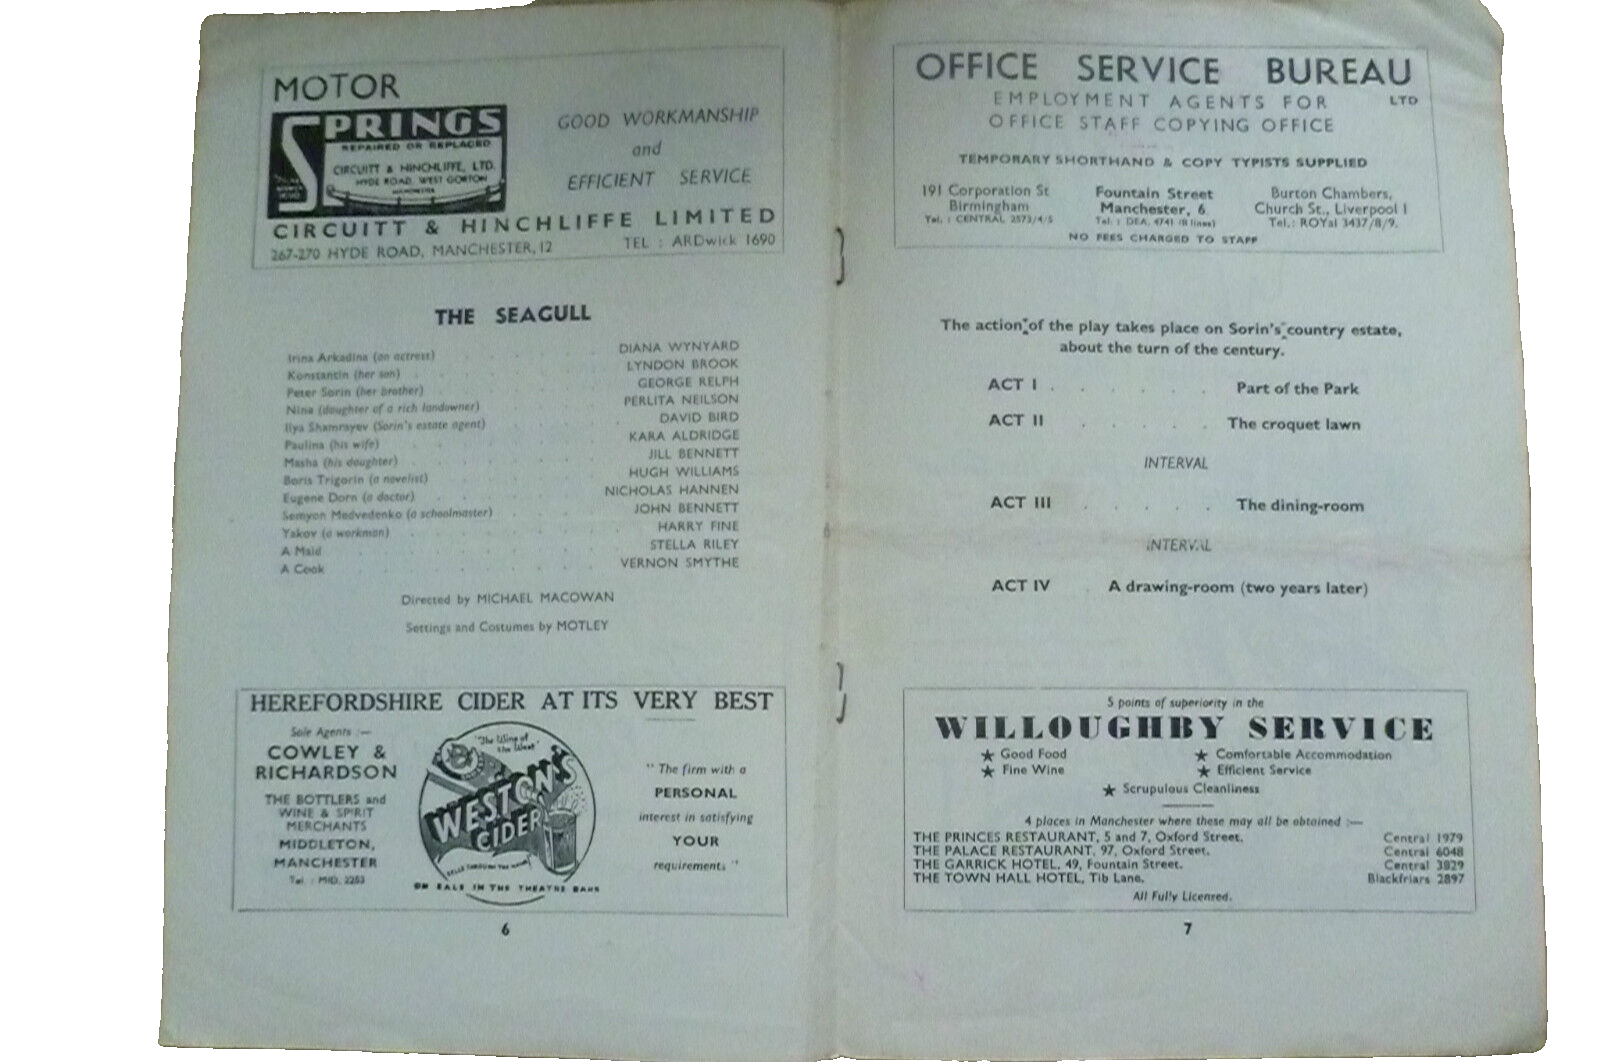 MOTOR
SPRINGS
REPAIRED OR REPLACED
CIRCUITT & HINCHLIFFE, LTD.
HYDE ROAD, WEST GORTON
MANCHESTER
GOOD WORKMANSHIP
and
EFFICIENT SERVICE
CIRCUITT & HINCHLIFFE LIMITED
267-270 HYDE ROAD, MANCHESTER, 12 TEL : ARDwick 1690
THE SEAGULL
Irina Arkadina (an actress) DIANA WYNYARD
Konstantin (her son) LYNDON BROOK
Peter Sorin (her brother) GEORGE RELPH
Nina (daughter of a rich landowner) PERLITA NEILSON
Ilya Shamrayev (Sorin's estate agent) DAVID BIRD
Paulina (his wife) KARA ALDRIDGE
Masha (his daughter) JILL BENNETT
Boris Trigorin (a novelist) HUGH WILLIAMS
Eugene Dorn (a doctor) NICHOLAS HANNEN
Semyon Medvedenko (a schoolmaster) JOHN BENNETT
Yakov (a workman) HARRY FINE
A Maid STELLA RILEY
A Cook VERNON SMYTHE
Directed by MICHAEL MACOWAN
Settings and Costumes by MOTLEY
HEREFORDSHIRE CIDER AT ITS VERY BEST
Sole Agents :—
COWLEY &
RICHARDSON
THE BOTTLERS and
WINE & SPIRIT
MERCHANTS
MIDDLETON,
MANCHESTER
Tel. : MID. 2253
"The Wine of
the West"
WESTON'S
CIDER
ON SALE IN THE THEATRE BARS
" The firm with a
PERSONAL
interest in satisfying
YOUR
requirements "
6
OFFICE SERVICE BUREAU
LTD
EMPLOYMENT AGENTS FOR
OFFICE STAFF COPYING OFFICE
TEMPORARY SHORTHAND & COPY TYPISTS SUPPLIED
191 Corporation St
Birmingham
Tel. : CENTRAL 2573/4/5
Fountain Street
Manchester, 6
Tel. : DEA. 4741 (8 lines)
Burton Chambers,
Church St., Liverpool 1
Tel.: ROYal 3437/8/9.
NO FEES CHARGED TO STAFF
The action of the play takes place on Sorin's country estate,
about the turn of the century.
ACT I Part of the Park
ACT II The croquet lawn
INTERVAL
ACT III The dining-room
INTERVAL
ACT IV A drawing-room (two years later)
5 points of superiority in the
WILLOUGHBY SERVICE
★ Good Food ★ Comfortable Accommodation
★ Fine Wine ★ Efficient Service
★ Scrupulous Cleanliness
4 places in Manchester where these may all be obtained :—
THE PRINCES RESTAURANT, 5 and 7, Oxford Street. Central 1979
THE PALACE RESTAURANT, 97, Oxford Street. Central 6048
THE GARRICK HOTEL, 49, Fountain Street. Central 3829
THE TOWN HALL HOTEL, Tib Lane. Blackfriars 2897
All Fully Licensed.
7